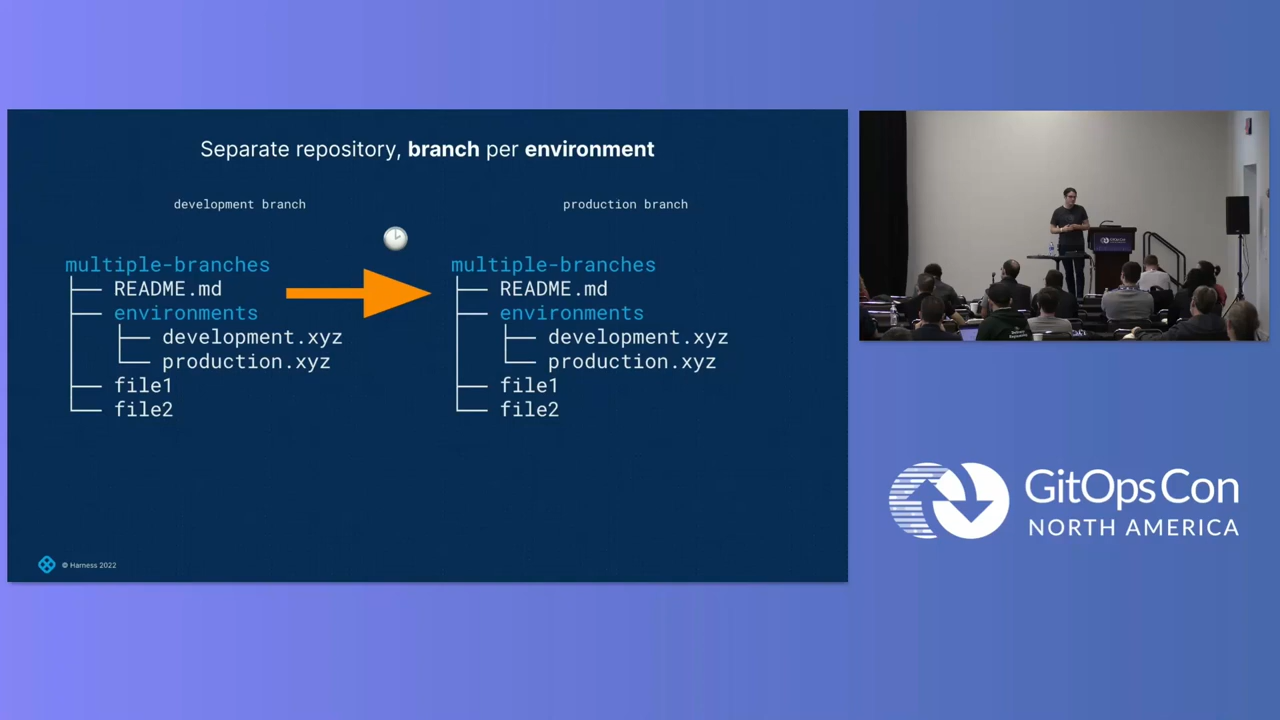 Separate repository, branch per environment
development branch
production branch
multiple-branches
├── README.md
├── environments
│   ├── development.xyz
│   └── production.xyz
├── file1
└── file2
multiple-branches
├── README.md
├── environments
│   ├── development.xyz
│   └── production.xyz
├── file1
└── file2
© Harness 2022
GitOpsCon
NORTH AMERICA